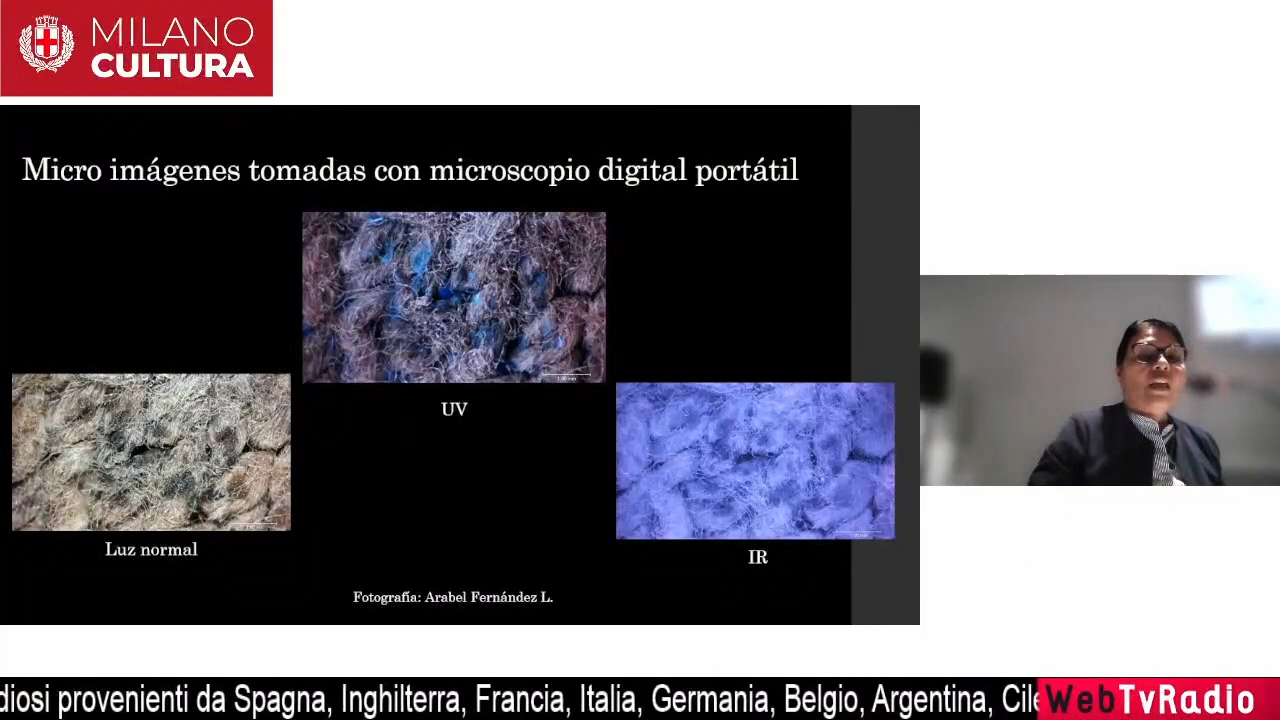 MILANO
CULTURA
Micro imágenes tomadas con microscopio digital portátil
UV
Luz normal
IR
Fotografía: Arabel Fernández L.
diosi provenienti da Spagna, Inghilterra, Francia, Italia, Germania, Belgio, Argentina, Cile
WebTvRadio